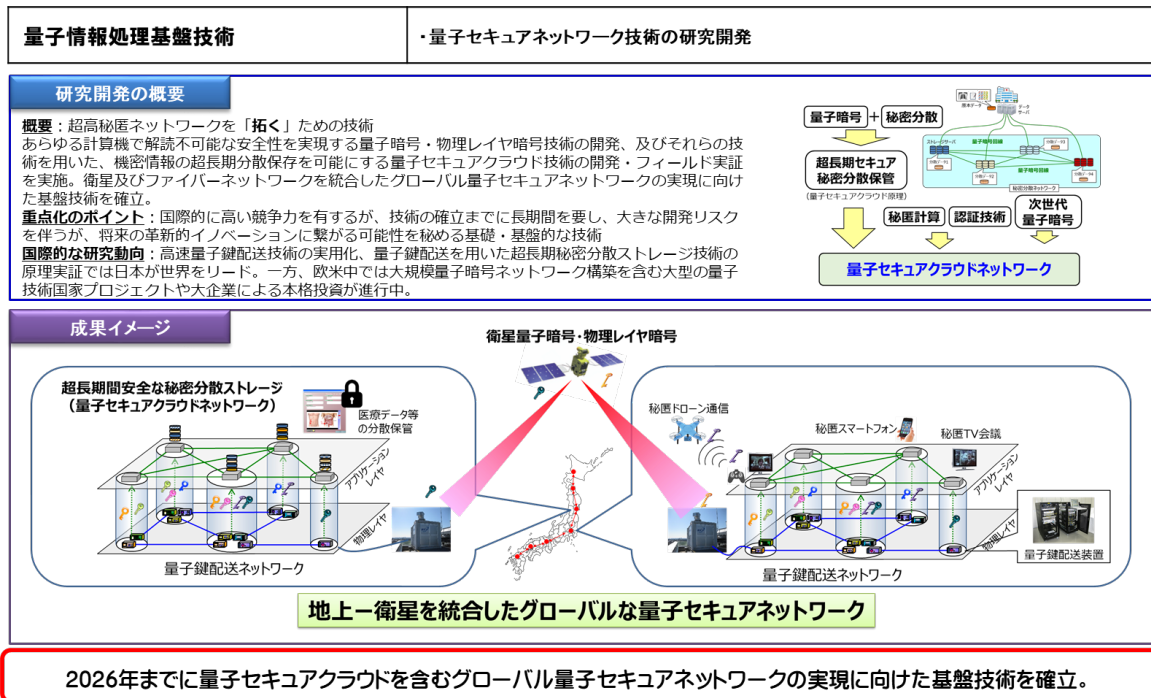 量子情報処理基盤技術
・量子セキュアネットワーク技術の研究開発
研究開発の概要
概要：超高秘匿ネットワークを「拓く」ための技術
あらゆる計算機で解読不可能な安全性を実現する量子暗号・物理レイヤ暗号技術の開発、及びそれらの技
術を用いた、機密情報の超長期分散保存を可能にする量子セキュアクラウド技術の開発・フィールド実証
を実施。衛星及びファイバーネットワークを統合したグローバル量子セキュアネットワークの実現に向け
た基盤技術を確立。
重点化のポイント：国際的に高い競争力を有するが、技術の確立までに長期間を要し、大きな開発リスク
を伴うが、将来の革新的イノベーションに繋がる可能性を秘める基礎・基盤的な技術
国際的な研究動向：高速量子鍵配送技術の実用化、量子鍵配送を用いた超長期秘密分散ストレージ技術の
原理実証では日本が世界をリード。一方、欧米中では大規模量子暗号ネットワーク構築を含む大型の量子
技術国家プロジェクトや大企業による本格投資が進行中。
量子暗号＋秘密分散
超長期セキュア
秘密分散保管
（量子セキュアクラウド原理）
原本データ
データ
サーバ
ストレージサーバ
量子暗号回線
秘密分散ネットワーク
秘匿計算
認証技術
次世代
量子暗号
量子セキュアクラウドネットワーク
成果イメージ
衛星量子暗号・物理レイヤ暗号
超長期間安全な秘密分散ストレージ
（量子セキュアクラウドネットワーク）
医療データ等
の分散保管
アプリケーション
レイヤ
物理レイヤ
量子鍵配送ネットワーク
秘匿ドローン通信
秘匿スマートフォン
秘匿TV会議
アプリケーション
レイヤ
物理レイヤ
量子鍵配送装置
量子鍵配送ネットワーク
地上ー衛星を統合したグローバルな量子セキュアネットワーク
2026年までに量子セキュアクラウドを含むグローバル量子セキュアネットワークの実現に向けた基盤技術を確立。